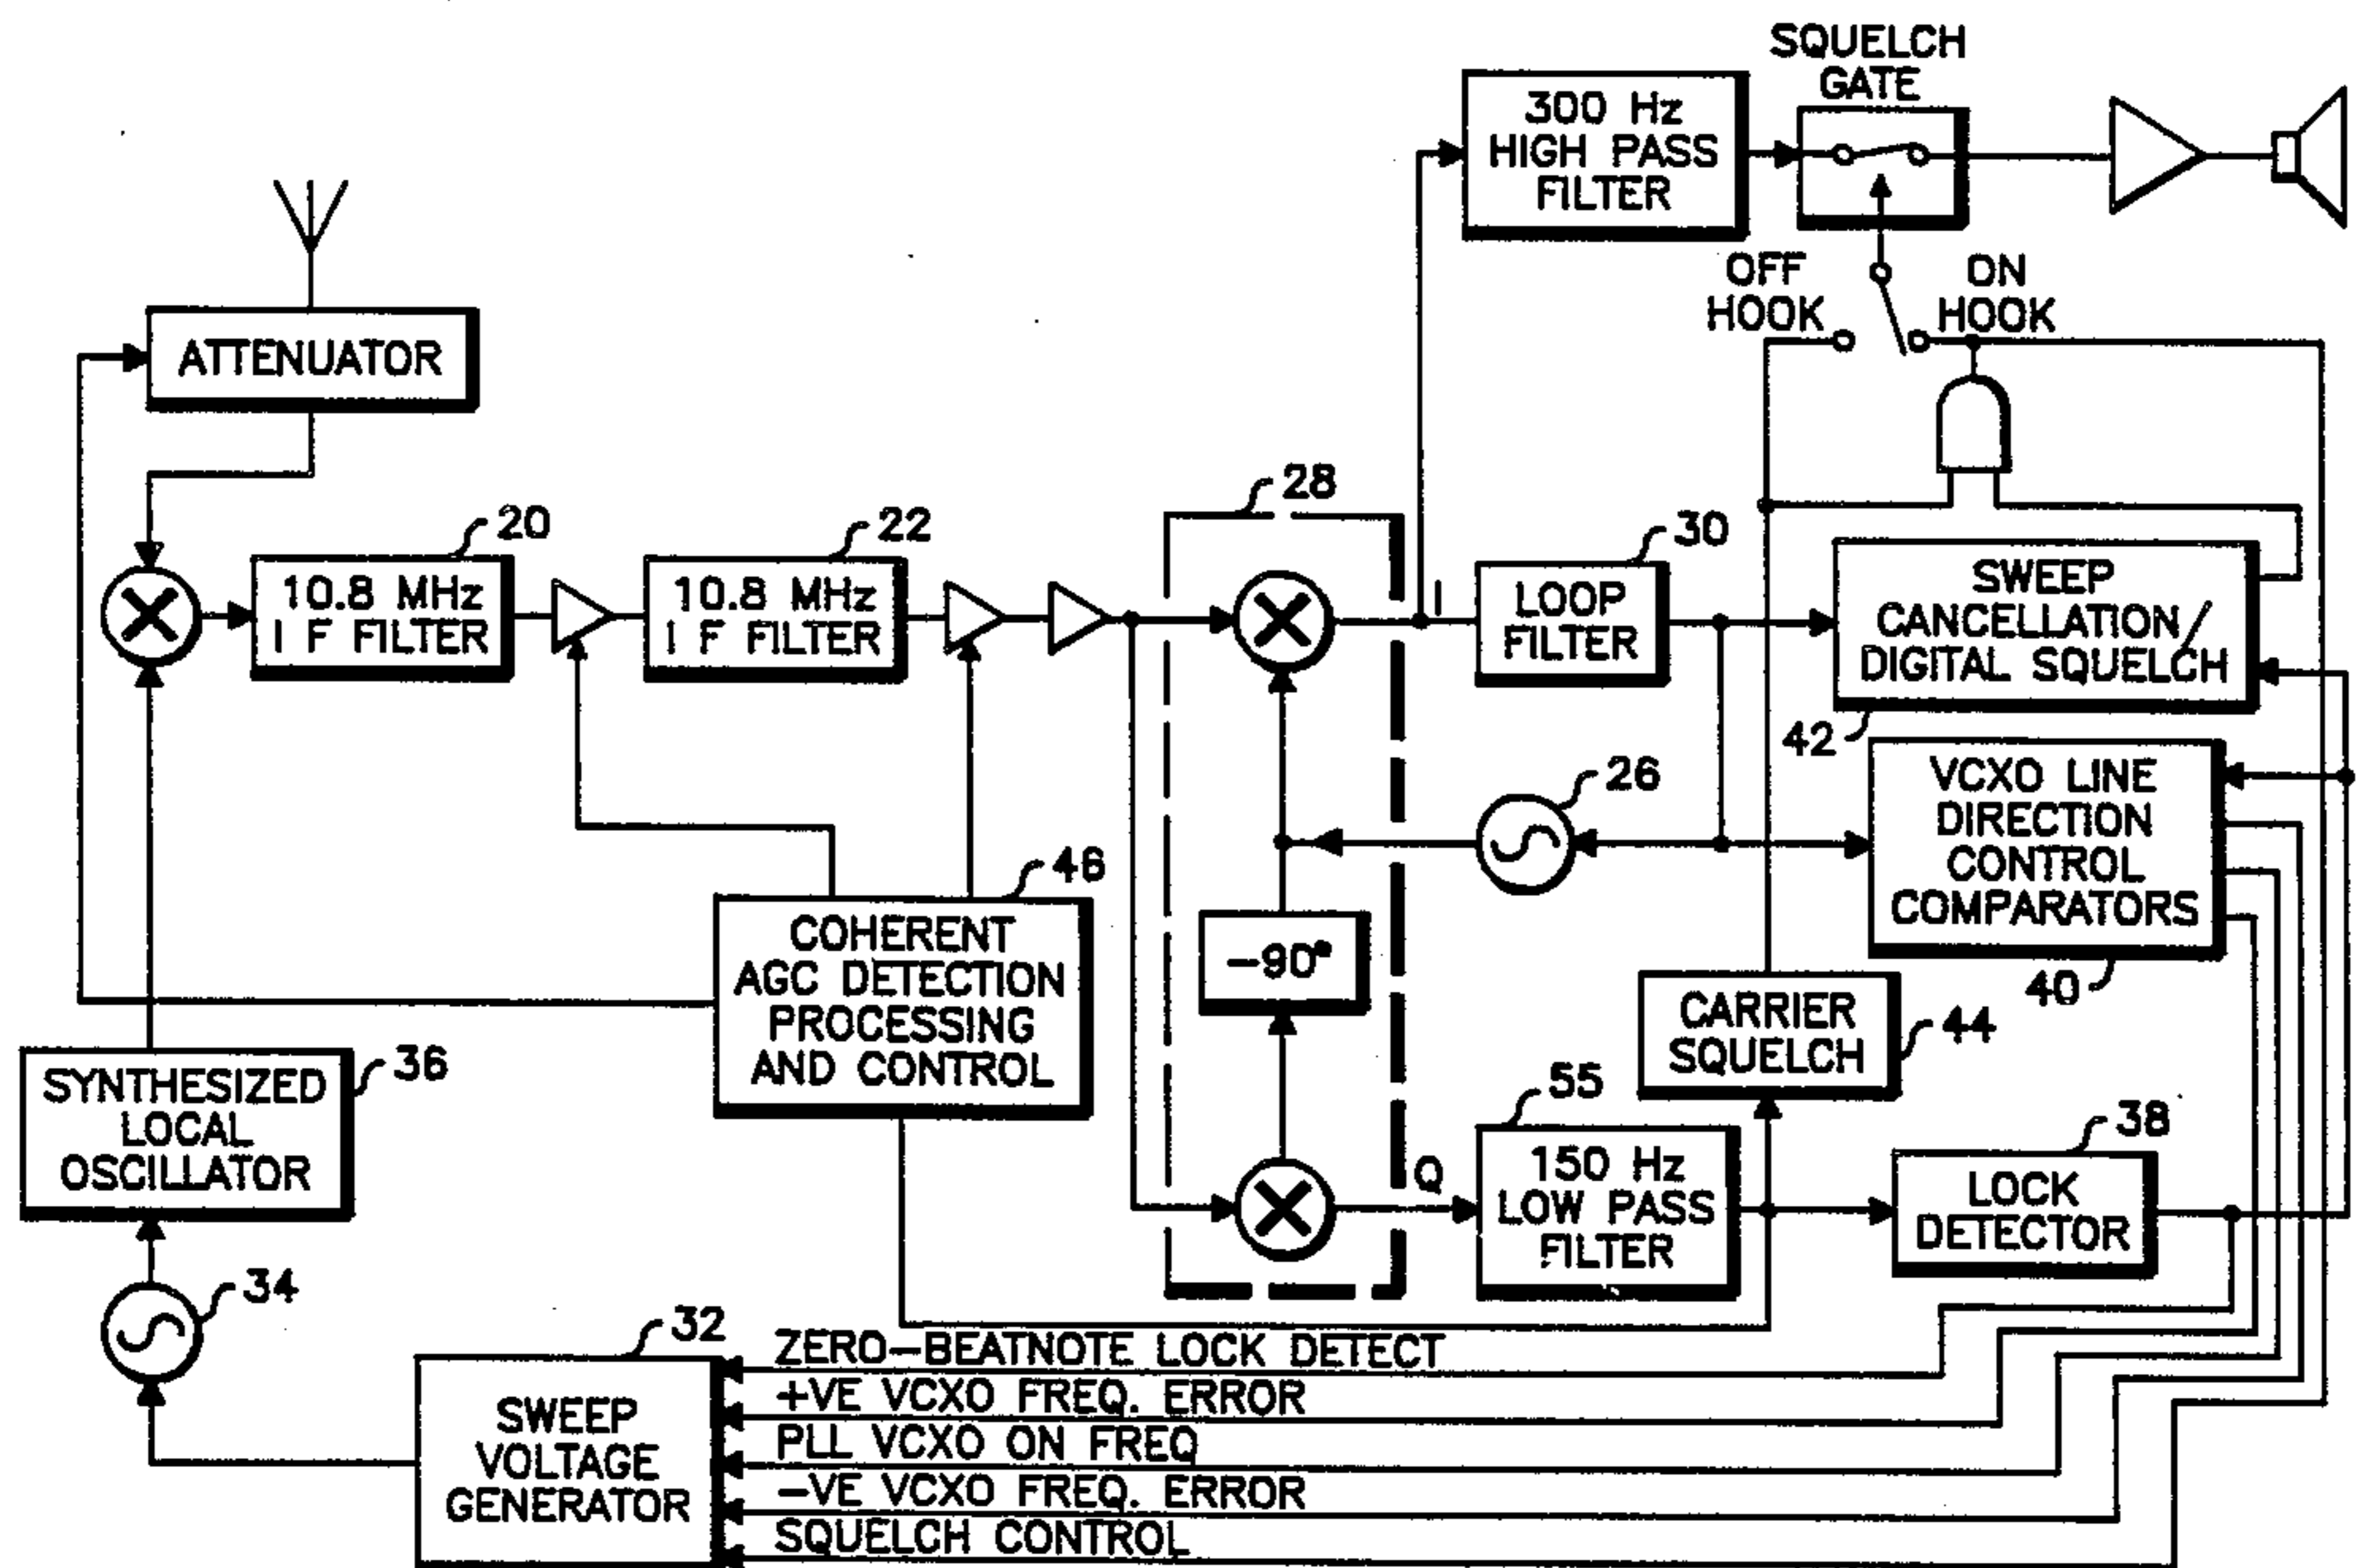 SQUELCH
GATE
300 Hz
HIGH PASS
FILTER
OFF
HOOK
ON
HOOK
ATTENUATOR
28
20
22
30
10.8 MHz
I F FILTER
10.8 MHz
I F FILTER
I
LOOP
FILTER
SWEEP
CANCELLATION/
DIGITAL SQUELCH
42
26
VCXO LINE
DIRECTION
CONTROL
COMPARATORS
40
46
COHERENT
AGC DETECTION
PROCESSING
AND CONTROL
-90°
CARRIER
SQUELCH
44
36
SYNTHESIZED
LOCAL
OSCILLATOR
55
Q
150 Hz
LOW PASS
FILTER
38
LOCK
DETECTOR
34
32
SWEEP
VOLTAGE
GENERATOR
ZERO-BEATNOTE LOCK DETECT
+VE VCXO FREQ. ERROR
PLL VCXO ON FREQ
-VE VCXO FREQ. ERROR
SQUELCH CONTROL